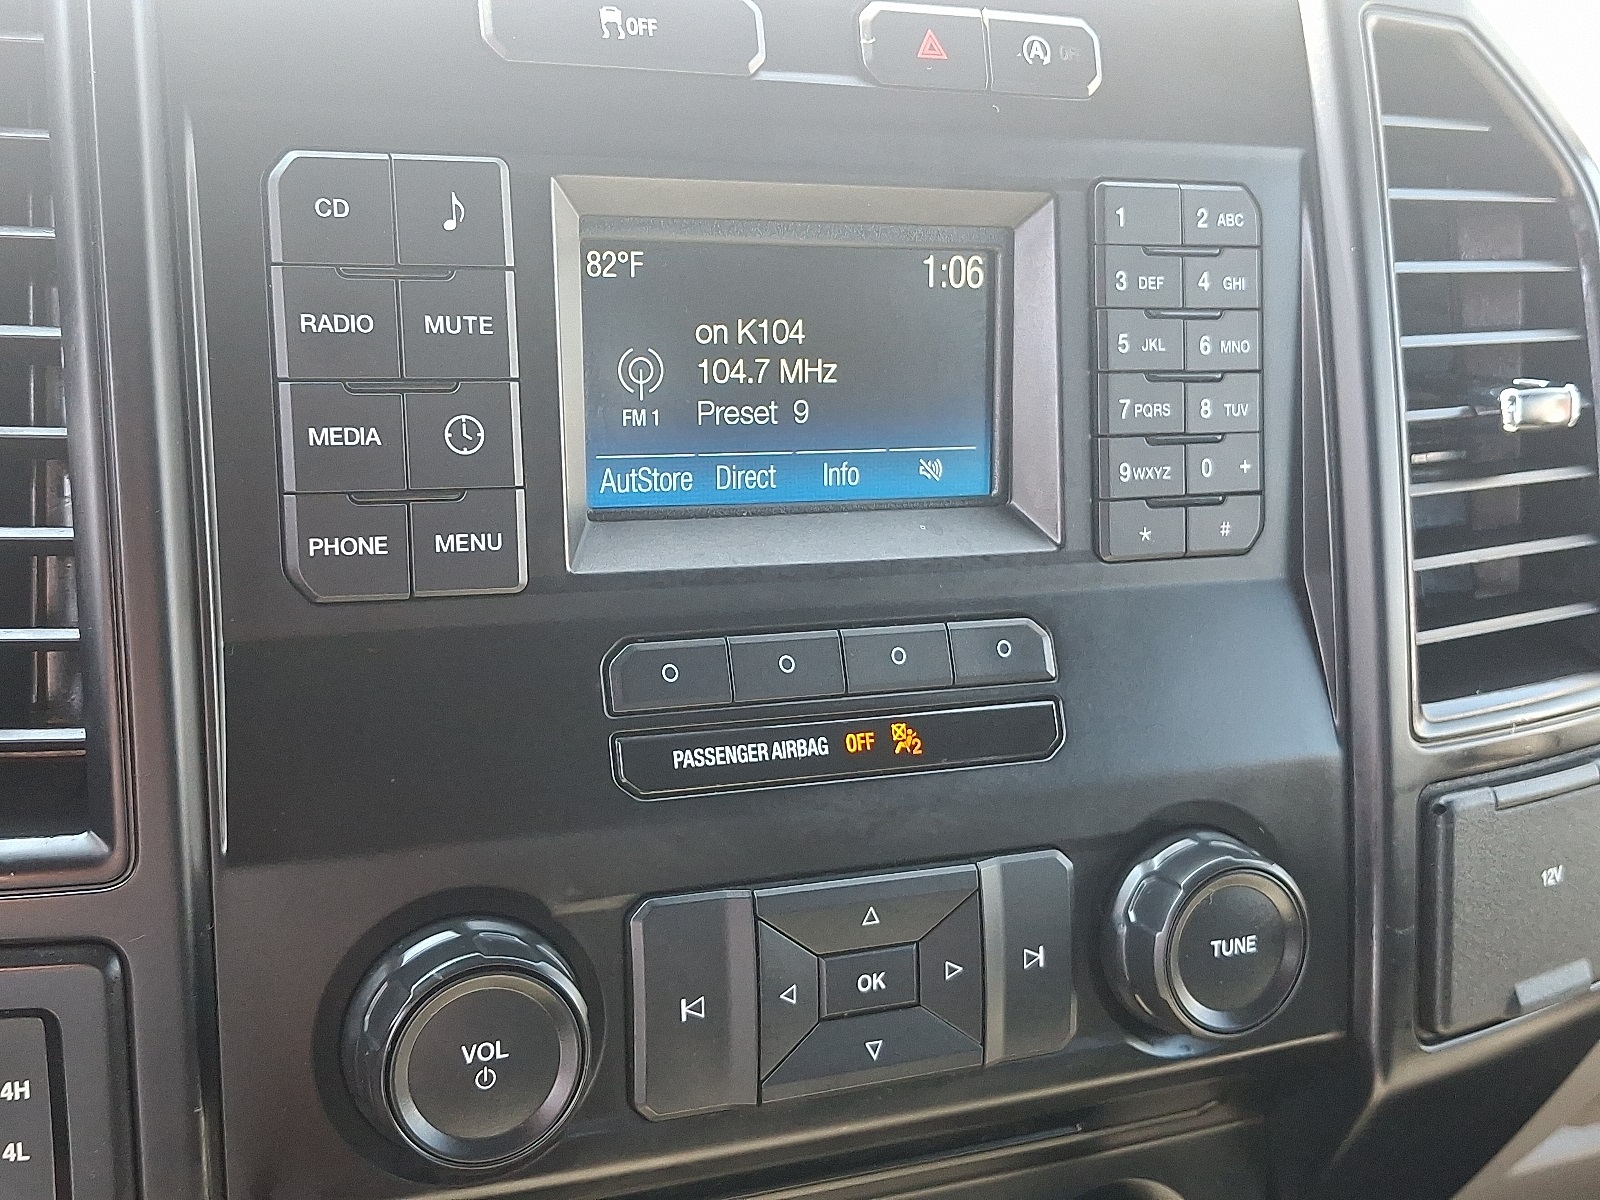 OFF
A OFF
CD
RADIO MUTE
MEDIA
PHONE MENU
82°F 1:06
on K104
104.7 MHz
FM 1 Preset 9
AutStore Direct Info
1 2 ABC
3 DEF 4 GHI
5 JKL 6 MNO
7 PQRS 8 TUV
9 WXYZ 0 +
* #
PASSENGER AIRBAG OFF 2
VOL
OK
TUNE
12V
4H
4L